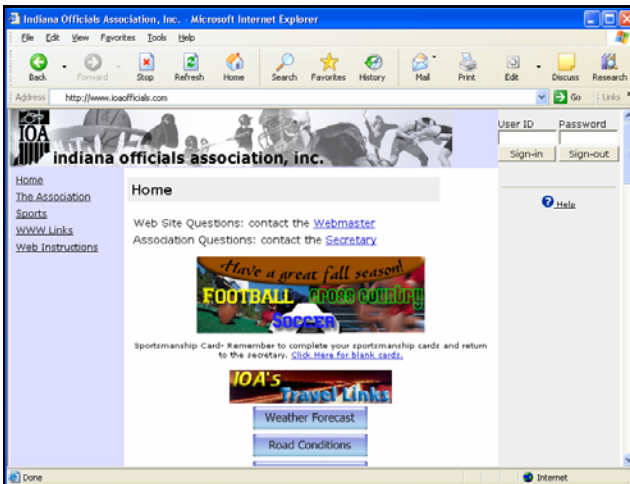 Indiana Officials Association, Inc. - Microsoft Internet Explorer
File Edit View Favorites Tools Help
Back Forward Stop Refresh Home Search Favorites History Mail Print Edit Discuss Research
Address http://www.ioaofficials.com Go Links
IOA
indiana officials association, inc.
User ID Password
Sign-in Sign-out
Help
Home
The Association
Sports
WWW Links
Web Instructions
Home
Web Site Questions: contact the Webmaster
Association Questions: contact the Secretary
Have a great fall season!
FOOTBALL cross country
SOCCER
Sportsmanship Card- Remember to complete your sportsmanship cards and return
to the secretary. Click Here for blank cards.
IOA's
Travel Links
Weather Forecast
Road Conditions
Done Internet